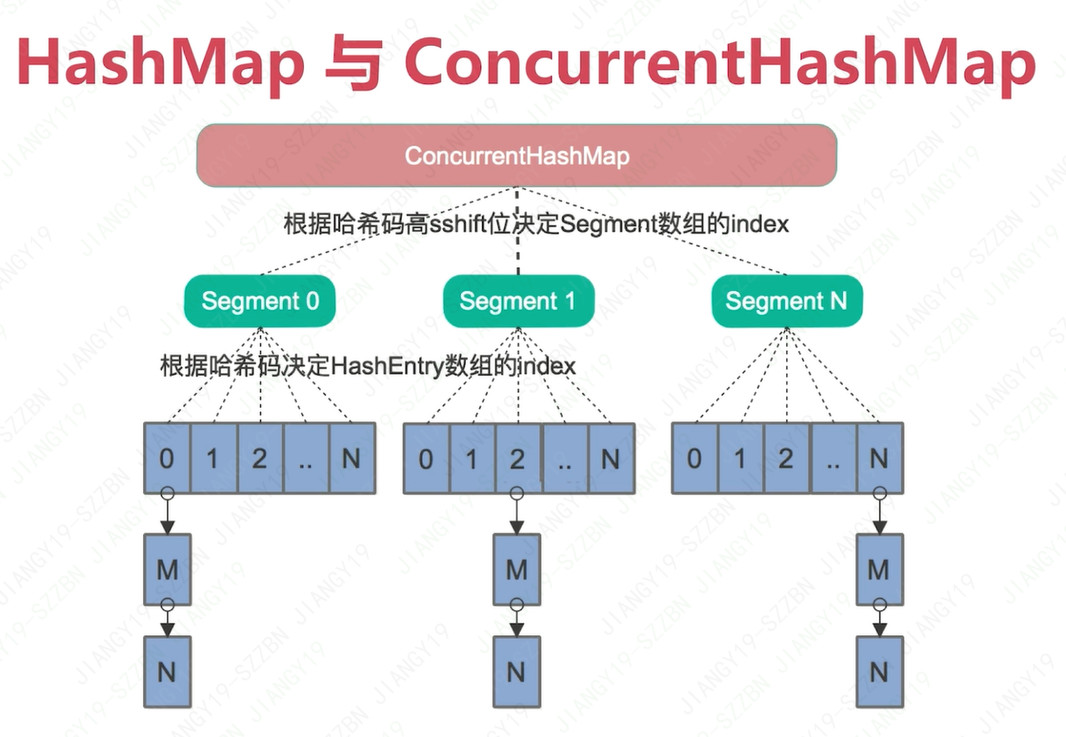 HashMap 与 ConcurrentHashMap
ConcurrentHashMap
根据哈希码高sshift位决定Segment数组的index
Segment 0
Segment 1
Segment N
根据哈希码决定HashEntry数组的index
0 1 2 .. N
0 1 2 .. N
0 1 2 .. N
M
M
M
N
N
N
JIANGY19-SZZBN